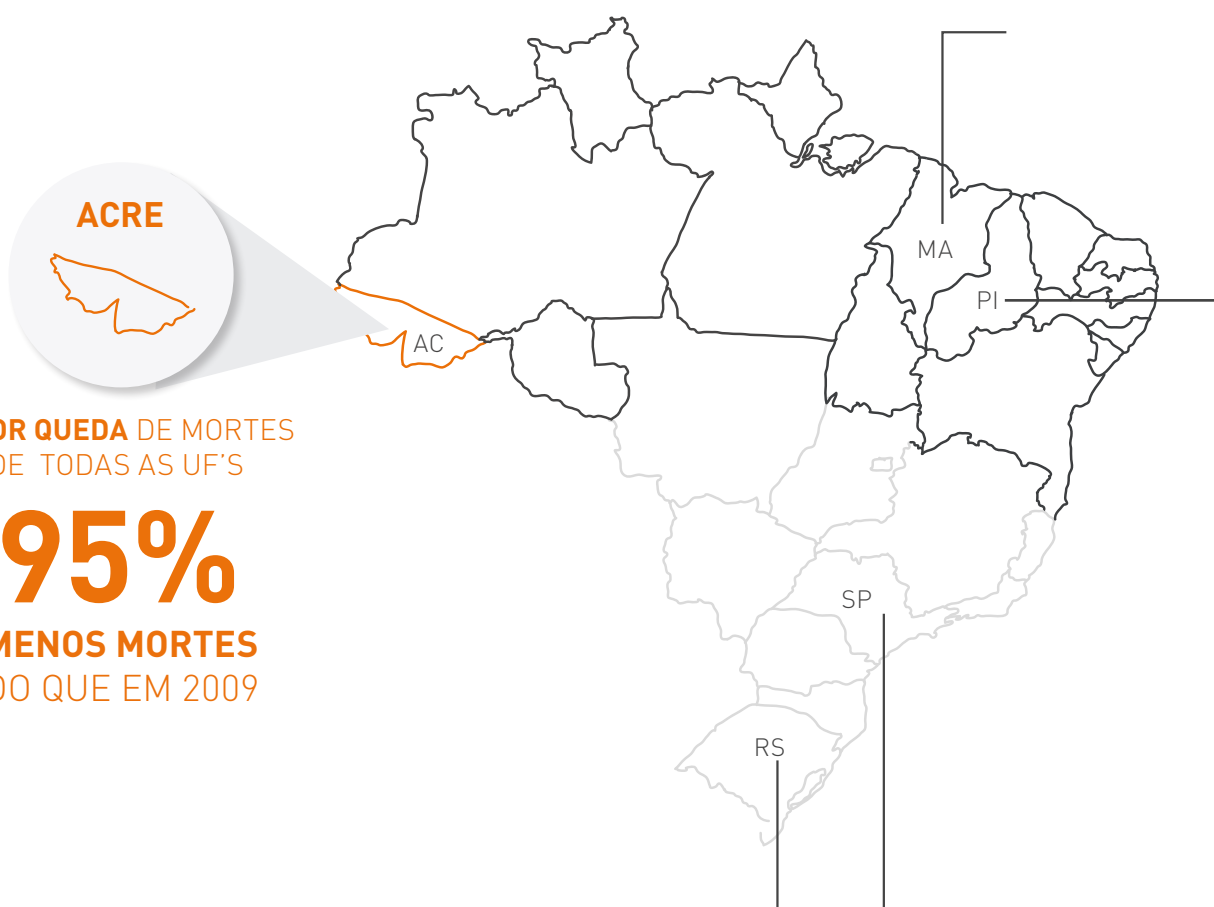 ACRE
MA
PI
AC
OR QUEDA DE MORTES
DE TODAS AS UF'S
95%
MENOS MORTES
DO QUE EM 2009
SP
RS